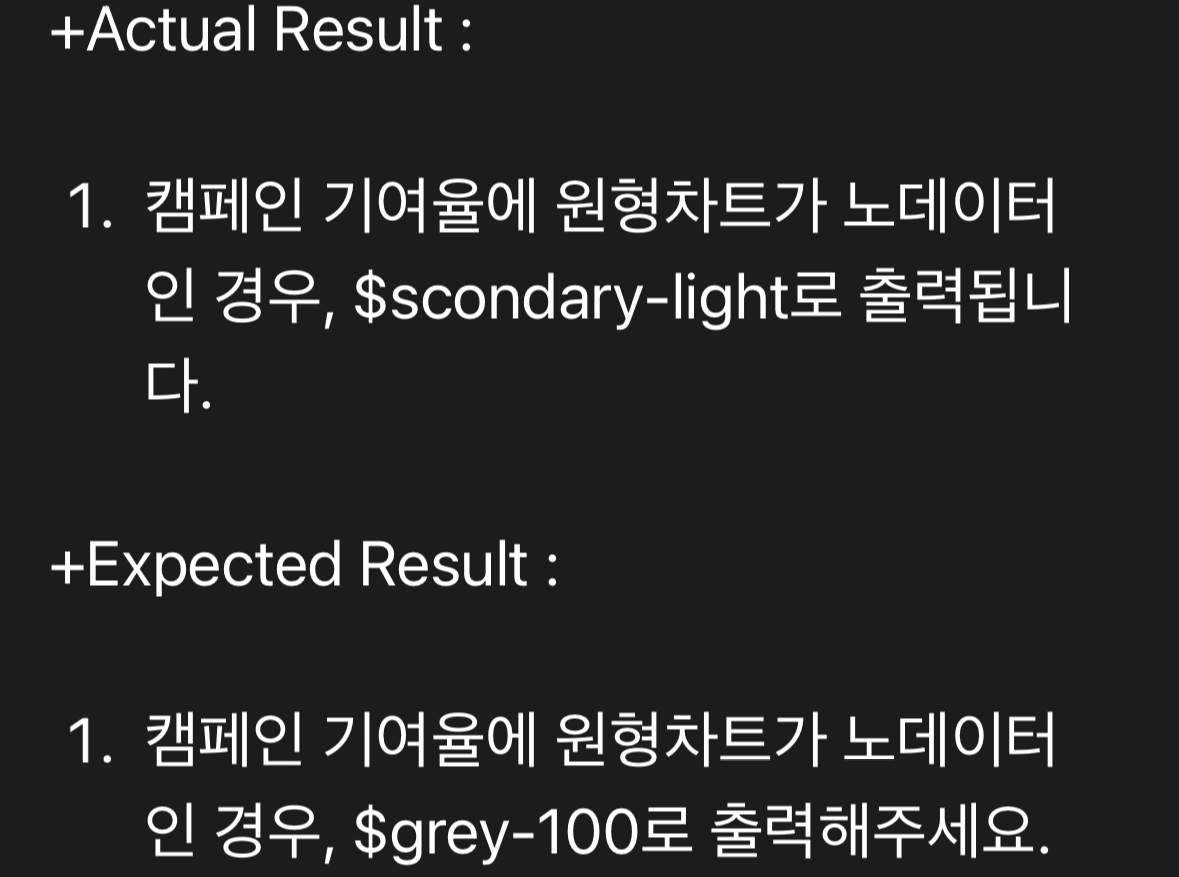 +Actual Result :
1. 캠페인 기여율에 원형차트가 노데이터
인 경우, $scondary-light로 출력됩니
다.
+Expected Result :
1. 캠페인 기여율에 원형차트가 노데이터
인 경우, $grey-100로 출력해주세요.